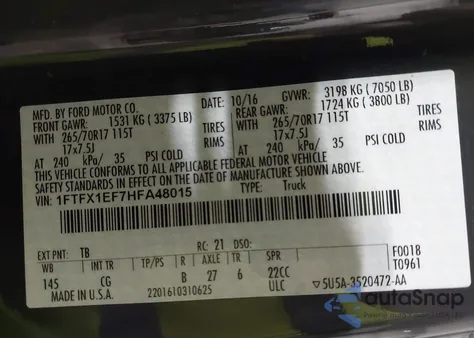 MFD. BY FORD MOTOR CO.
DATE: 10/16 GVWR: 3198 KG ( 7050 LB)
FRONT GAWR: 1531 KG ( 3375 LB) REAR GAWR: 1724 KG ( 3800 LB)
WITH 265/70R17 115T TIRES WITH 265/70R17 115T TIRES
17x7.5J RIMS 17x7.5J RIMS
AT 240 kPa/ 35 PSI COLD AT 240 kPa/ 35 PSI COLD
THIS VEHICLE CONFORMS TO ALL APPLICABLE FEDERAL MOTOR VEHICLE
SAFETY STANDARDS IN EFFECT ON THE DATE OF MANUFACTURE SHOWN ABOVE.
VIN: 1FTFX1EF7HFA48015 TYPE: Truck
EXT PNT: TB RC: 21 DSO: F0018
WB INT TR TP/PS R AXLE TR SPR T0961
145 CG B 27 6 22CC
MADE IN U.S.A. 2201610310625 ULC 5U5A-3520472-AA
autoSnap